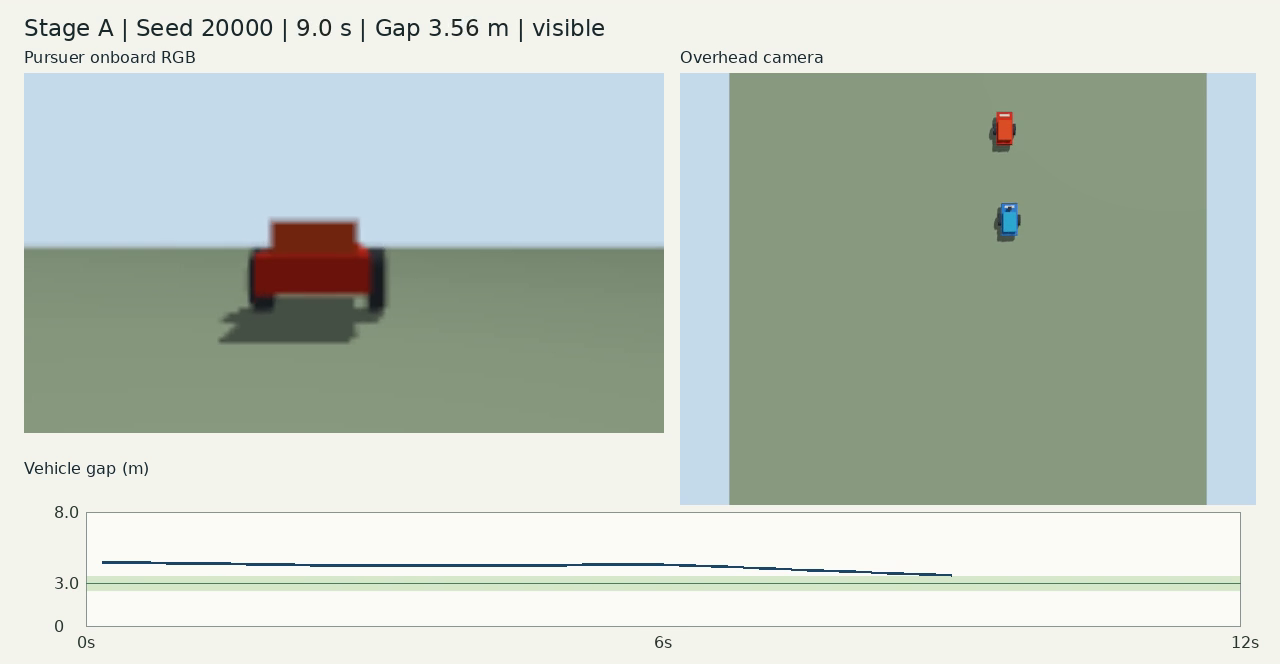 Stage A | Seed 20000 | 9.0 s | Gap 3.56 m | visible
Pursuer onboard RGB
Overhead camera
Vehicle gap (m)
8.0
3.0
0
0s
6s
12s